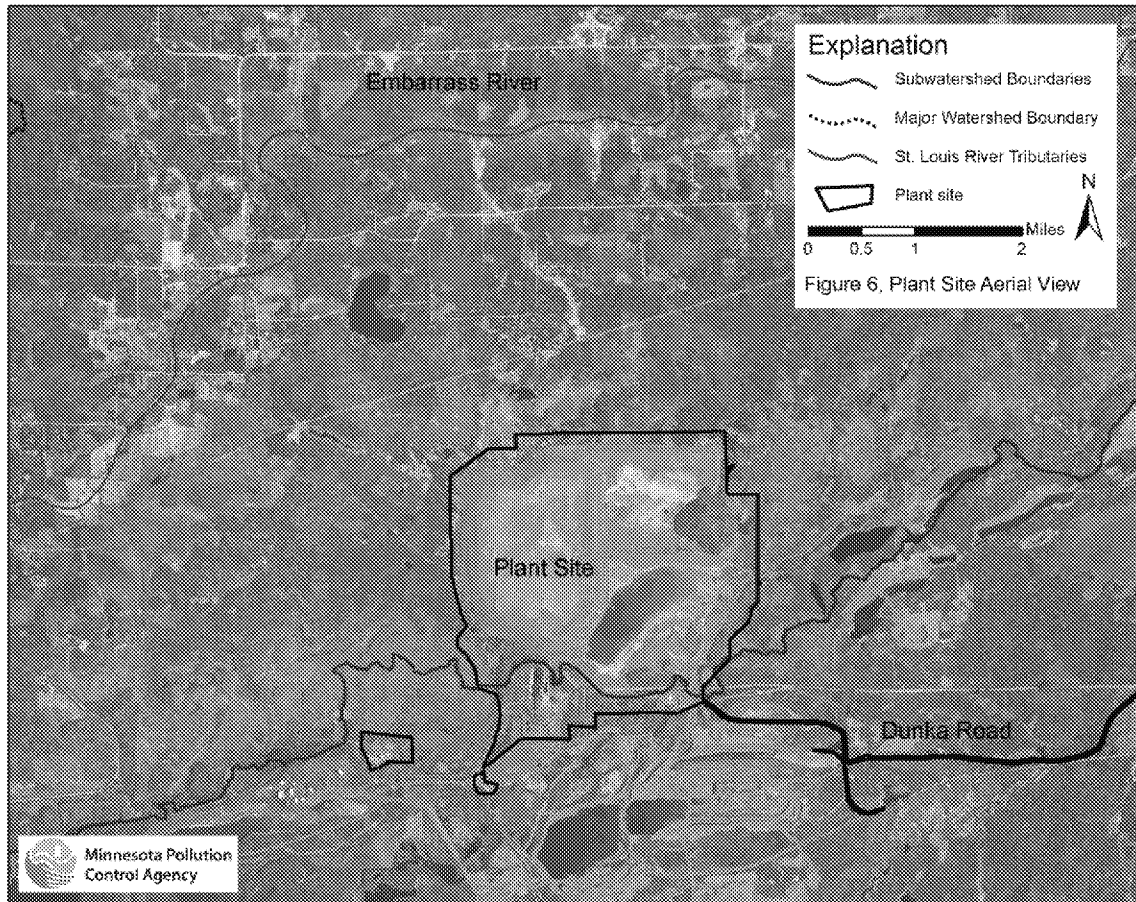 Embarrass River
Explanation
Subwatershed Boundaries
Major Watershed Boundary
St. Louis River Tributaries
Plant site
N
Miles
0 0.5 1 2
Figure 6, Plant Site Aerial View
Plant Site
Dunka Road
Minnesota Pollution
Control Agency